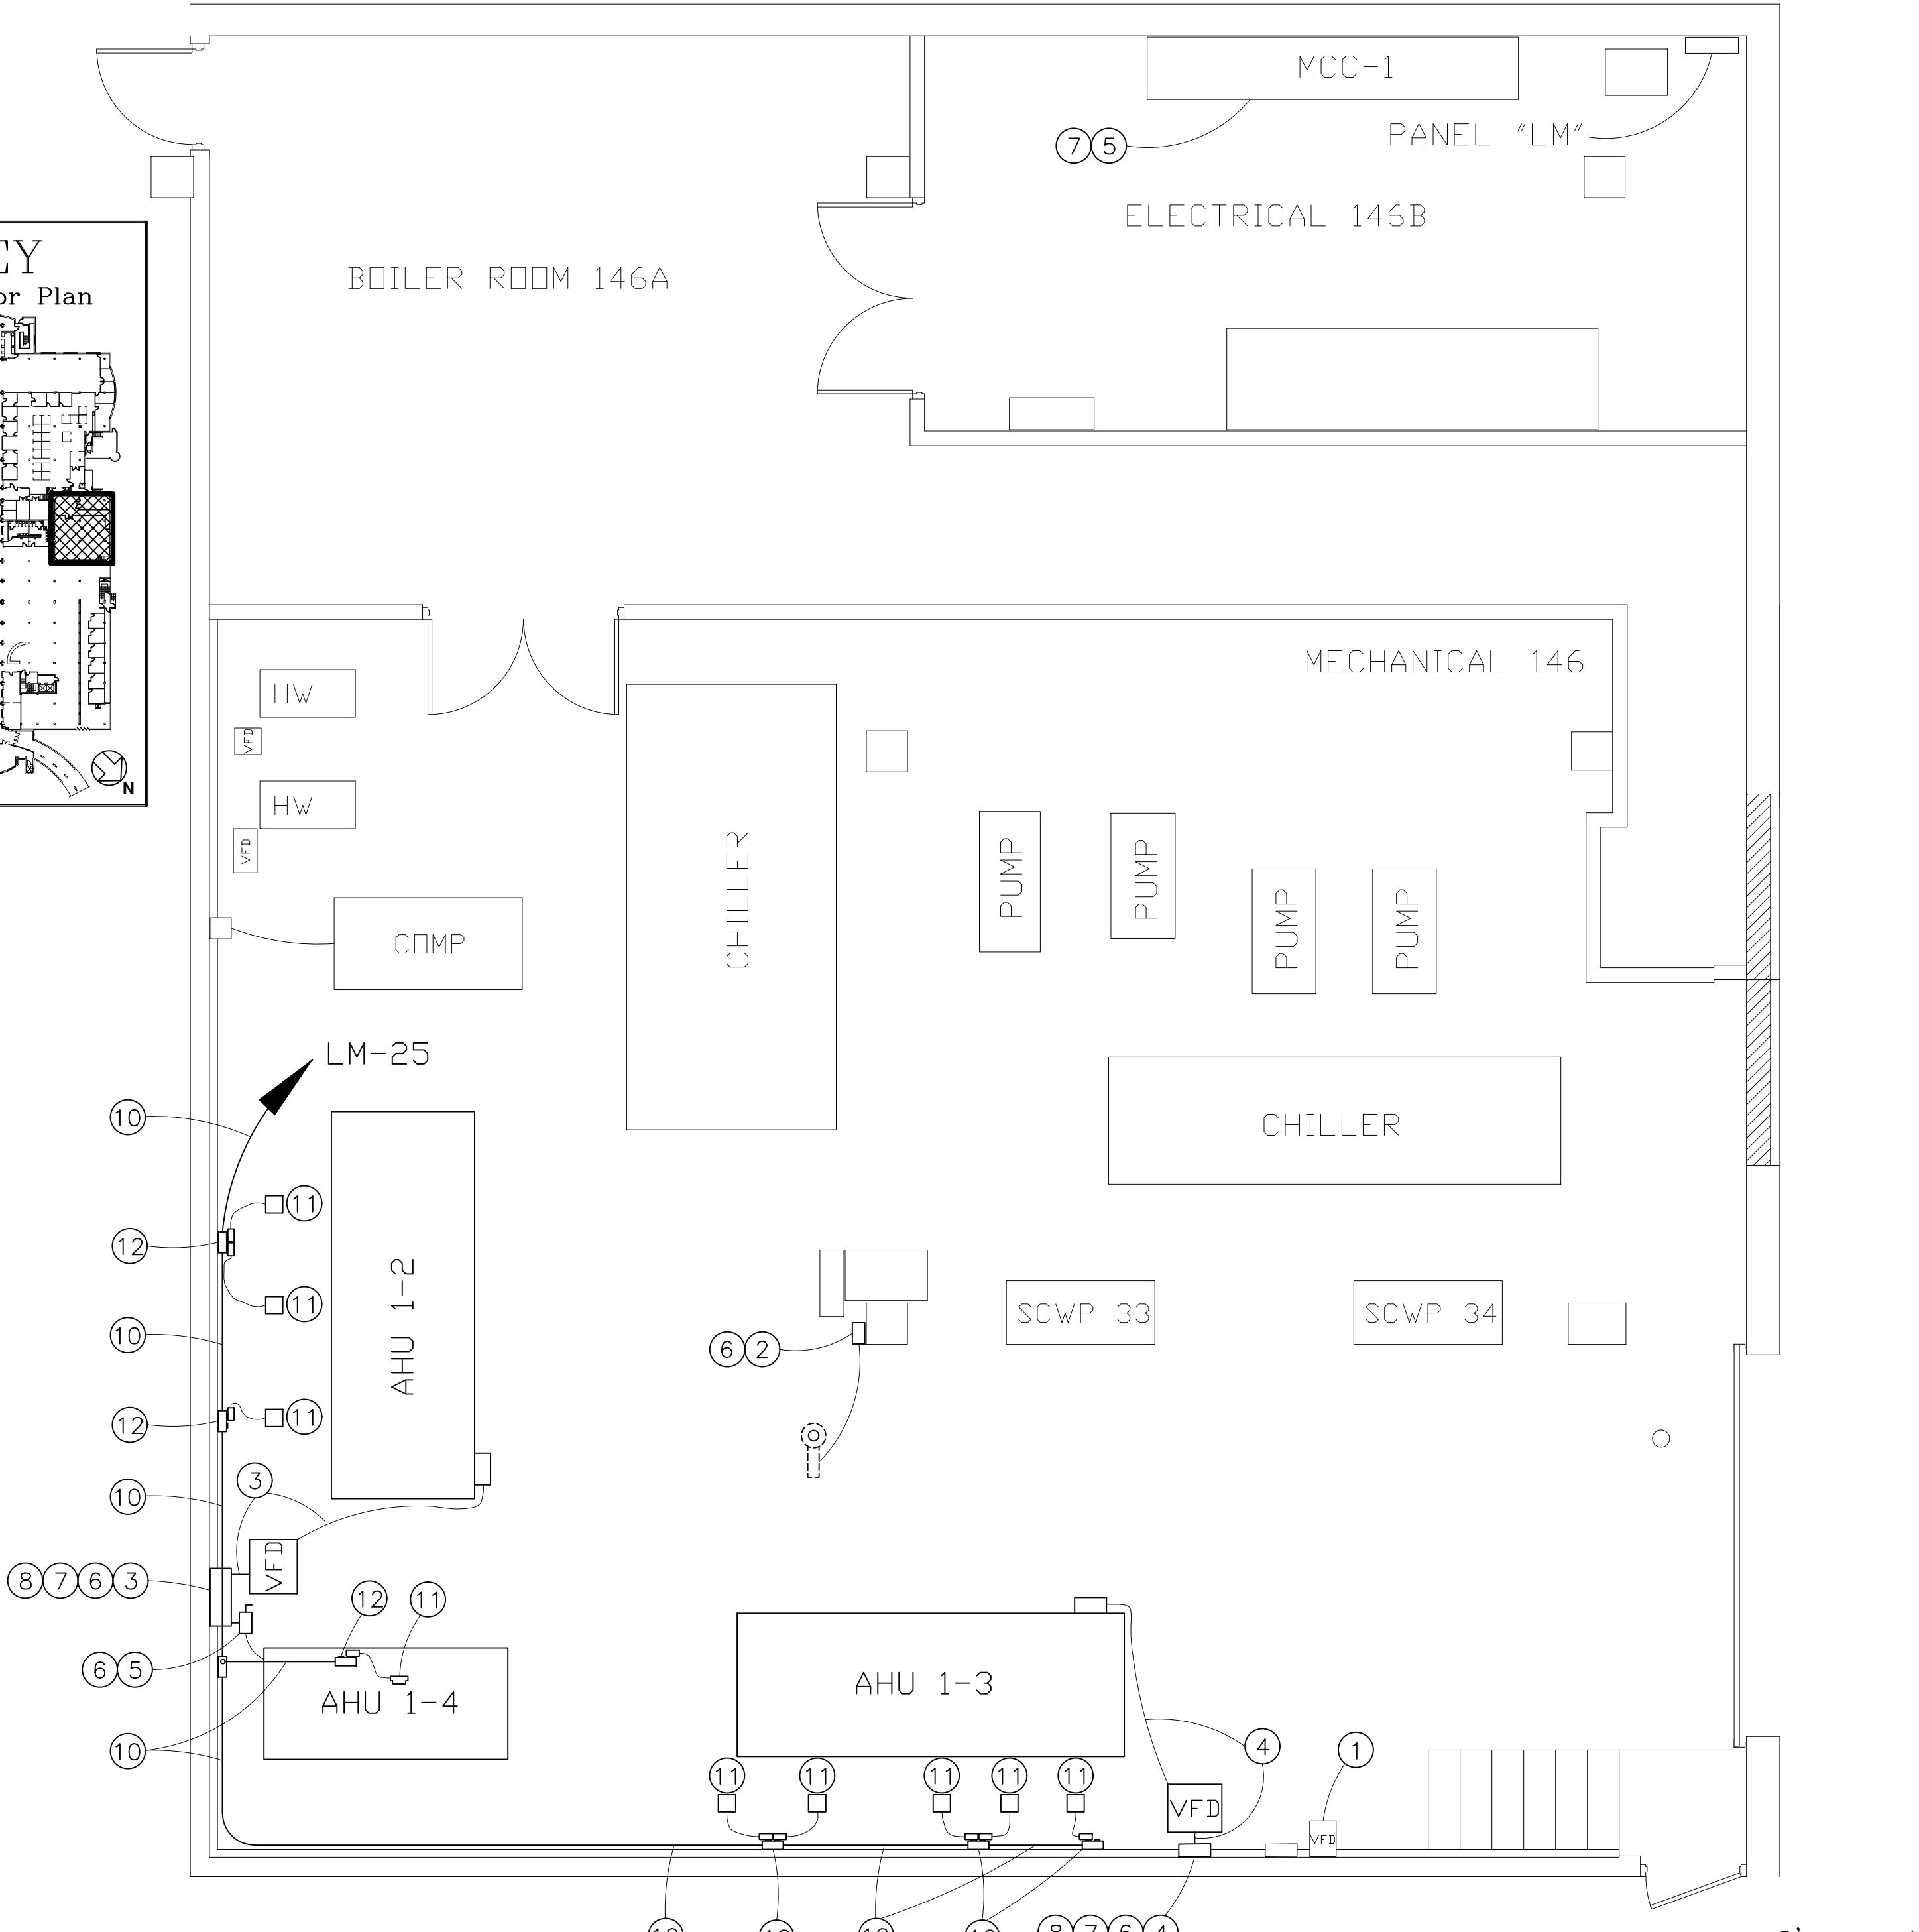 MCC-1
PANEL "LM"
7 5
ELECTRICAL 146B
BOILER ROOM 146A
EY
or Plan
N
MECHANICAL 146
HW
VFD
HW
VFD
COMP
CHILLER
PUMP
PUMP
PUMP
PUMP
LM-25
10
CHILLER
11
12
AHU 1-2
11
SCWP 33
SCWP 34
10
6 2
11
12
3
10
VFD
8 7 6 3
12
11
6 5
AHU 1-4
AHU 1-3
10
4
1
11
11
11
11
11
VFD
VFD
8 7 6 4